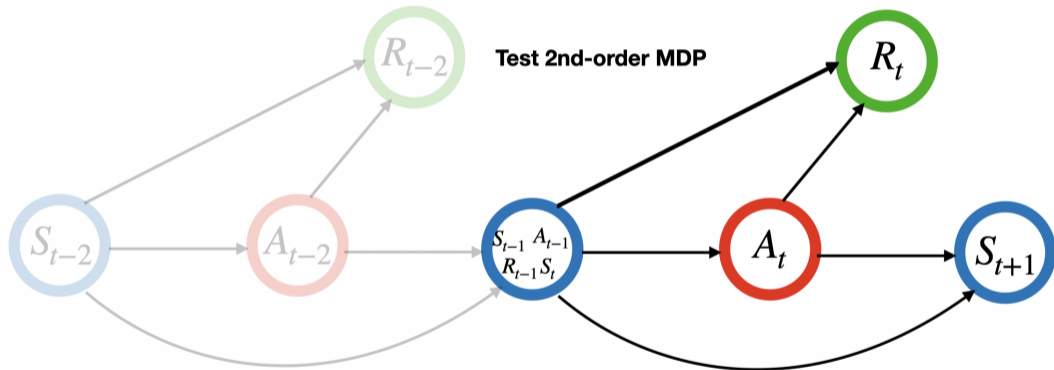 R_{t-2}
Test 2nd-order MDP
R_t
S_{t-2}
A_{t-2}
S_{t-1} A_{t-1}
R_{t-1} S_t
A_t
S_{t+1}